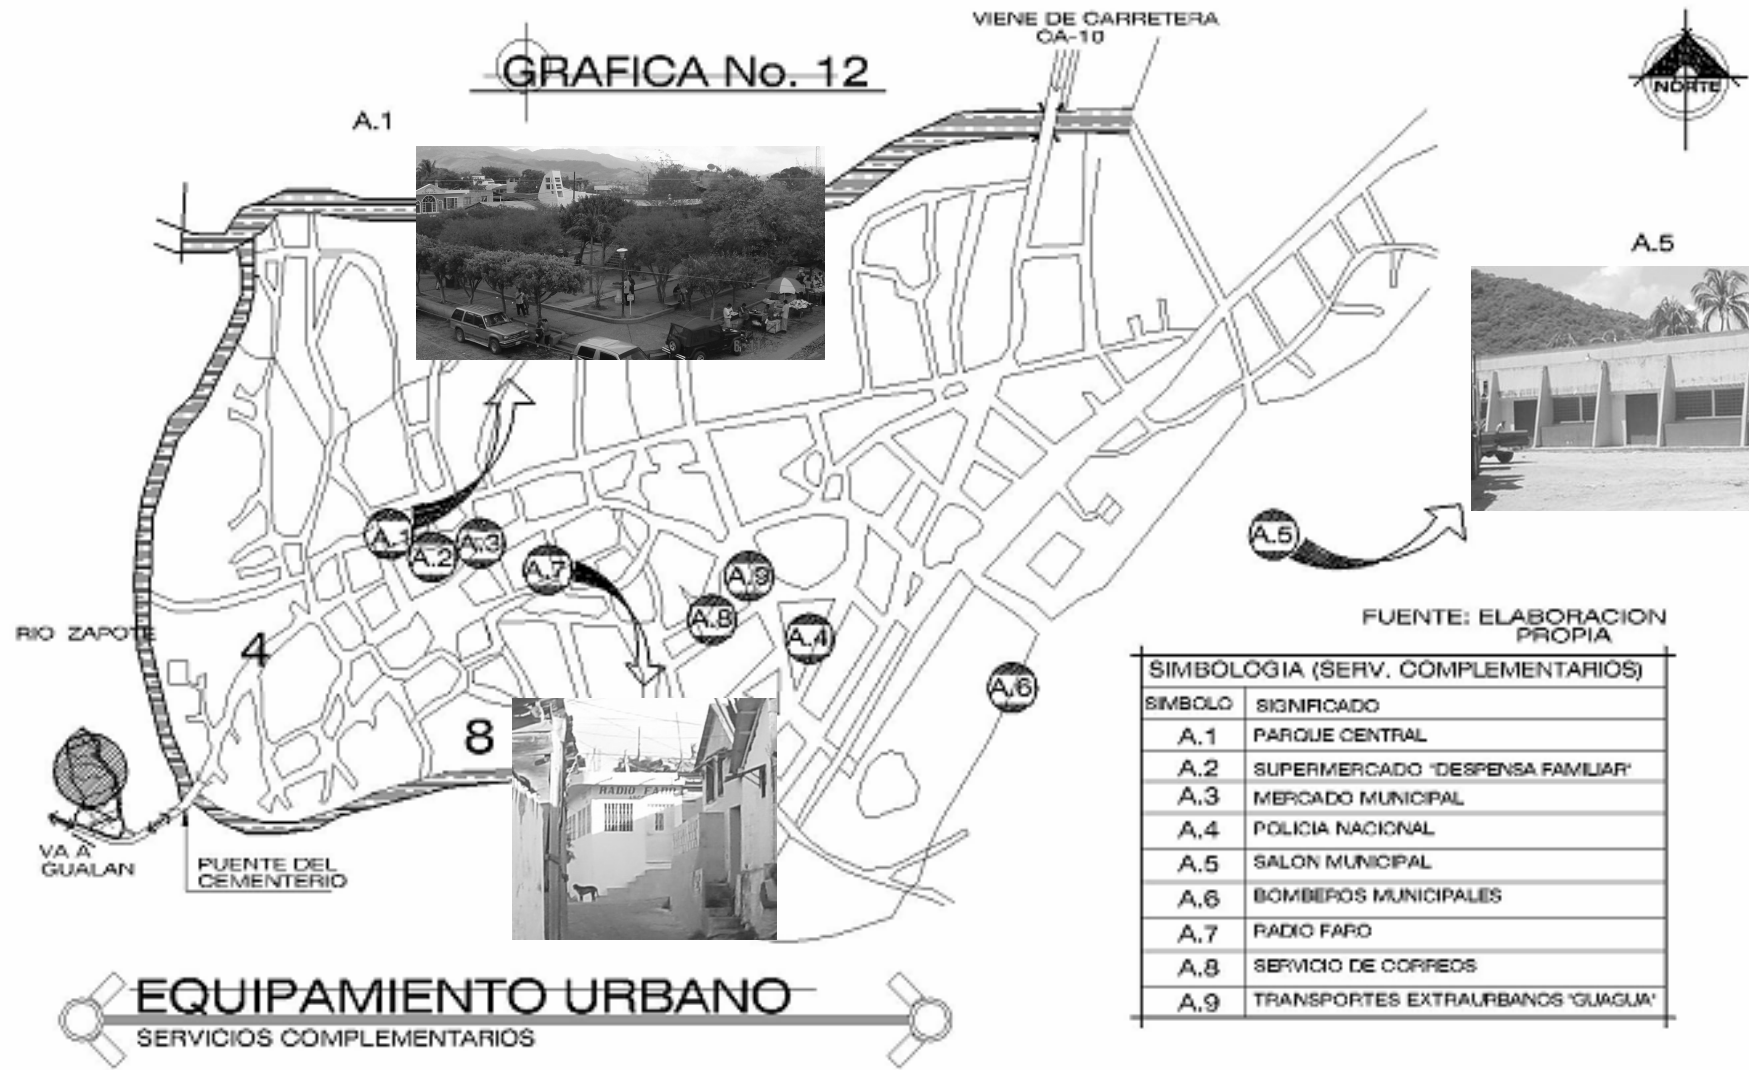 VIENE DE CARRETERA
CA-10
GRAFICA No. 12
NORTE
A.1
A.5
A.1
A.2
A.3
A.7
A.9
A.8
A.4
A.6
A.5
RIO ZAPOTE
4
8
RADIO FARO
VA A
GUALAN
PUENTE DEL
CEMENTERIO
FUENTE: ELABORACION
PROPIA
SIMBOLOGIA (SERV. COMPLEMENTARIOS)
SIMBOLO SIGNIFICADO
A.1 PARQUE CENTRAL
A.2 SUPERMERCADO "DESPENSA FAMILIAR"
A.3 MERCADO MUNICIPAL
A.4 POLICIA NACIONAL
A.5 SALON MUNICIPAL
A.6 BOMBEROS MUNICIPALES
A.7 RADIO FARO
A.8 SERVICIO DE CORREOS
A.9 TRANSPORTES EXTRAURBANOS "GUAGUA"
EQUIPAMIENTO URBANO
SERVICIOS COMPLEMENTARIOS